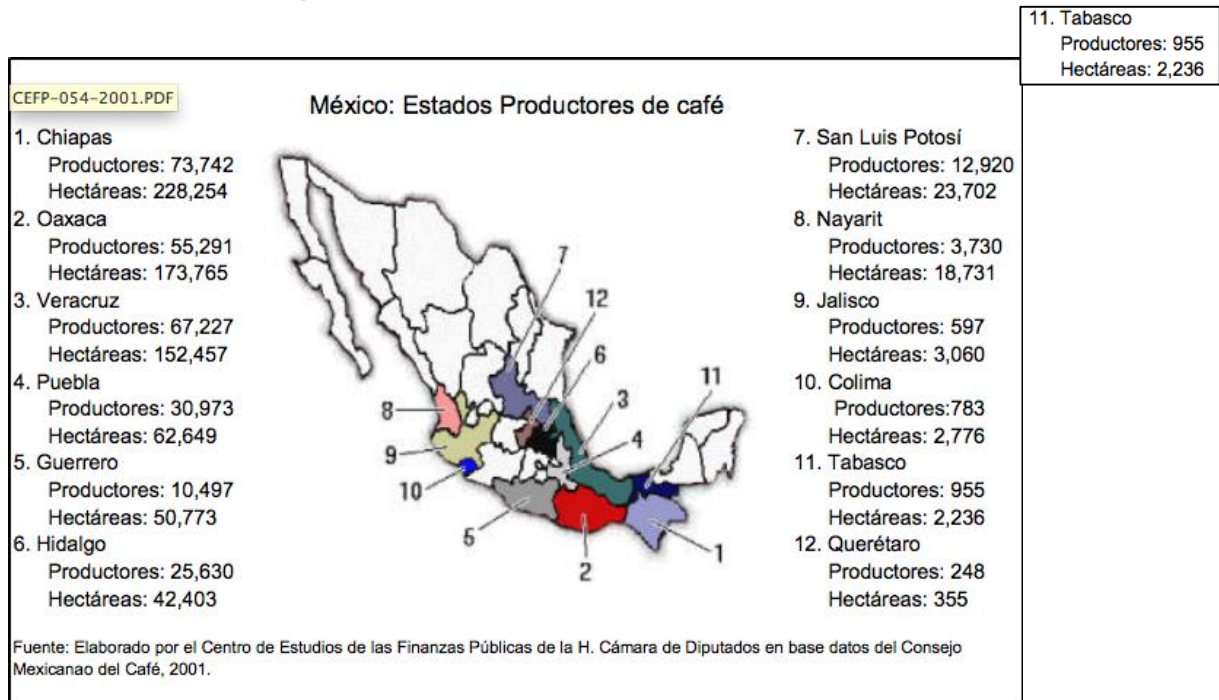 11. Tabasco
Productores: 955
Hectáreas: 2,236
CEFP-054-2001.PDF
México: Estados Productores de café
1. Chiapas
Productores: 73,742
Hectáreas: 228,254
2. Oaxaca
Productores: 55,291
Hectáreas: 173,765
3. Veracruz
Productores: 67,227
Hectáreas: 152,457
4. Puebla
Productores: 30,973
Hectáreas: 62,649
5. Guerrero
Productores: 10,497
Hectáreas: 50,773
6. Hidalgo
Productores: 25,630
Hectáreas: 42,403
7
12
6
11
3
8
4
9
10
5
2
1
7. San Luis Potosí
Productores: 12,920
Hectáreas: 23,702
8. Nayarit
Productores: 3,730
Hectáreas: 18,731
9. Jalisco
Productores: 597
Hectáreas: 3,060
10. Colima
Productores:783
Hectáreas: 2,776
11. Tabasco
Productores: 955
Hectáreas: 2,236
12. Querétaro
Productores: 248
Hectáreas: 355
Fuente: Elaborado por el Centro de Estudios de las Finanzas Públicas de la H. Cámara de Diputados en base datos del Consejo
Mexicanao del Café, 2001.